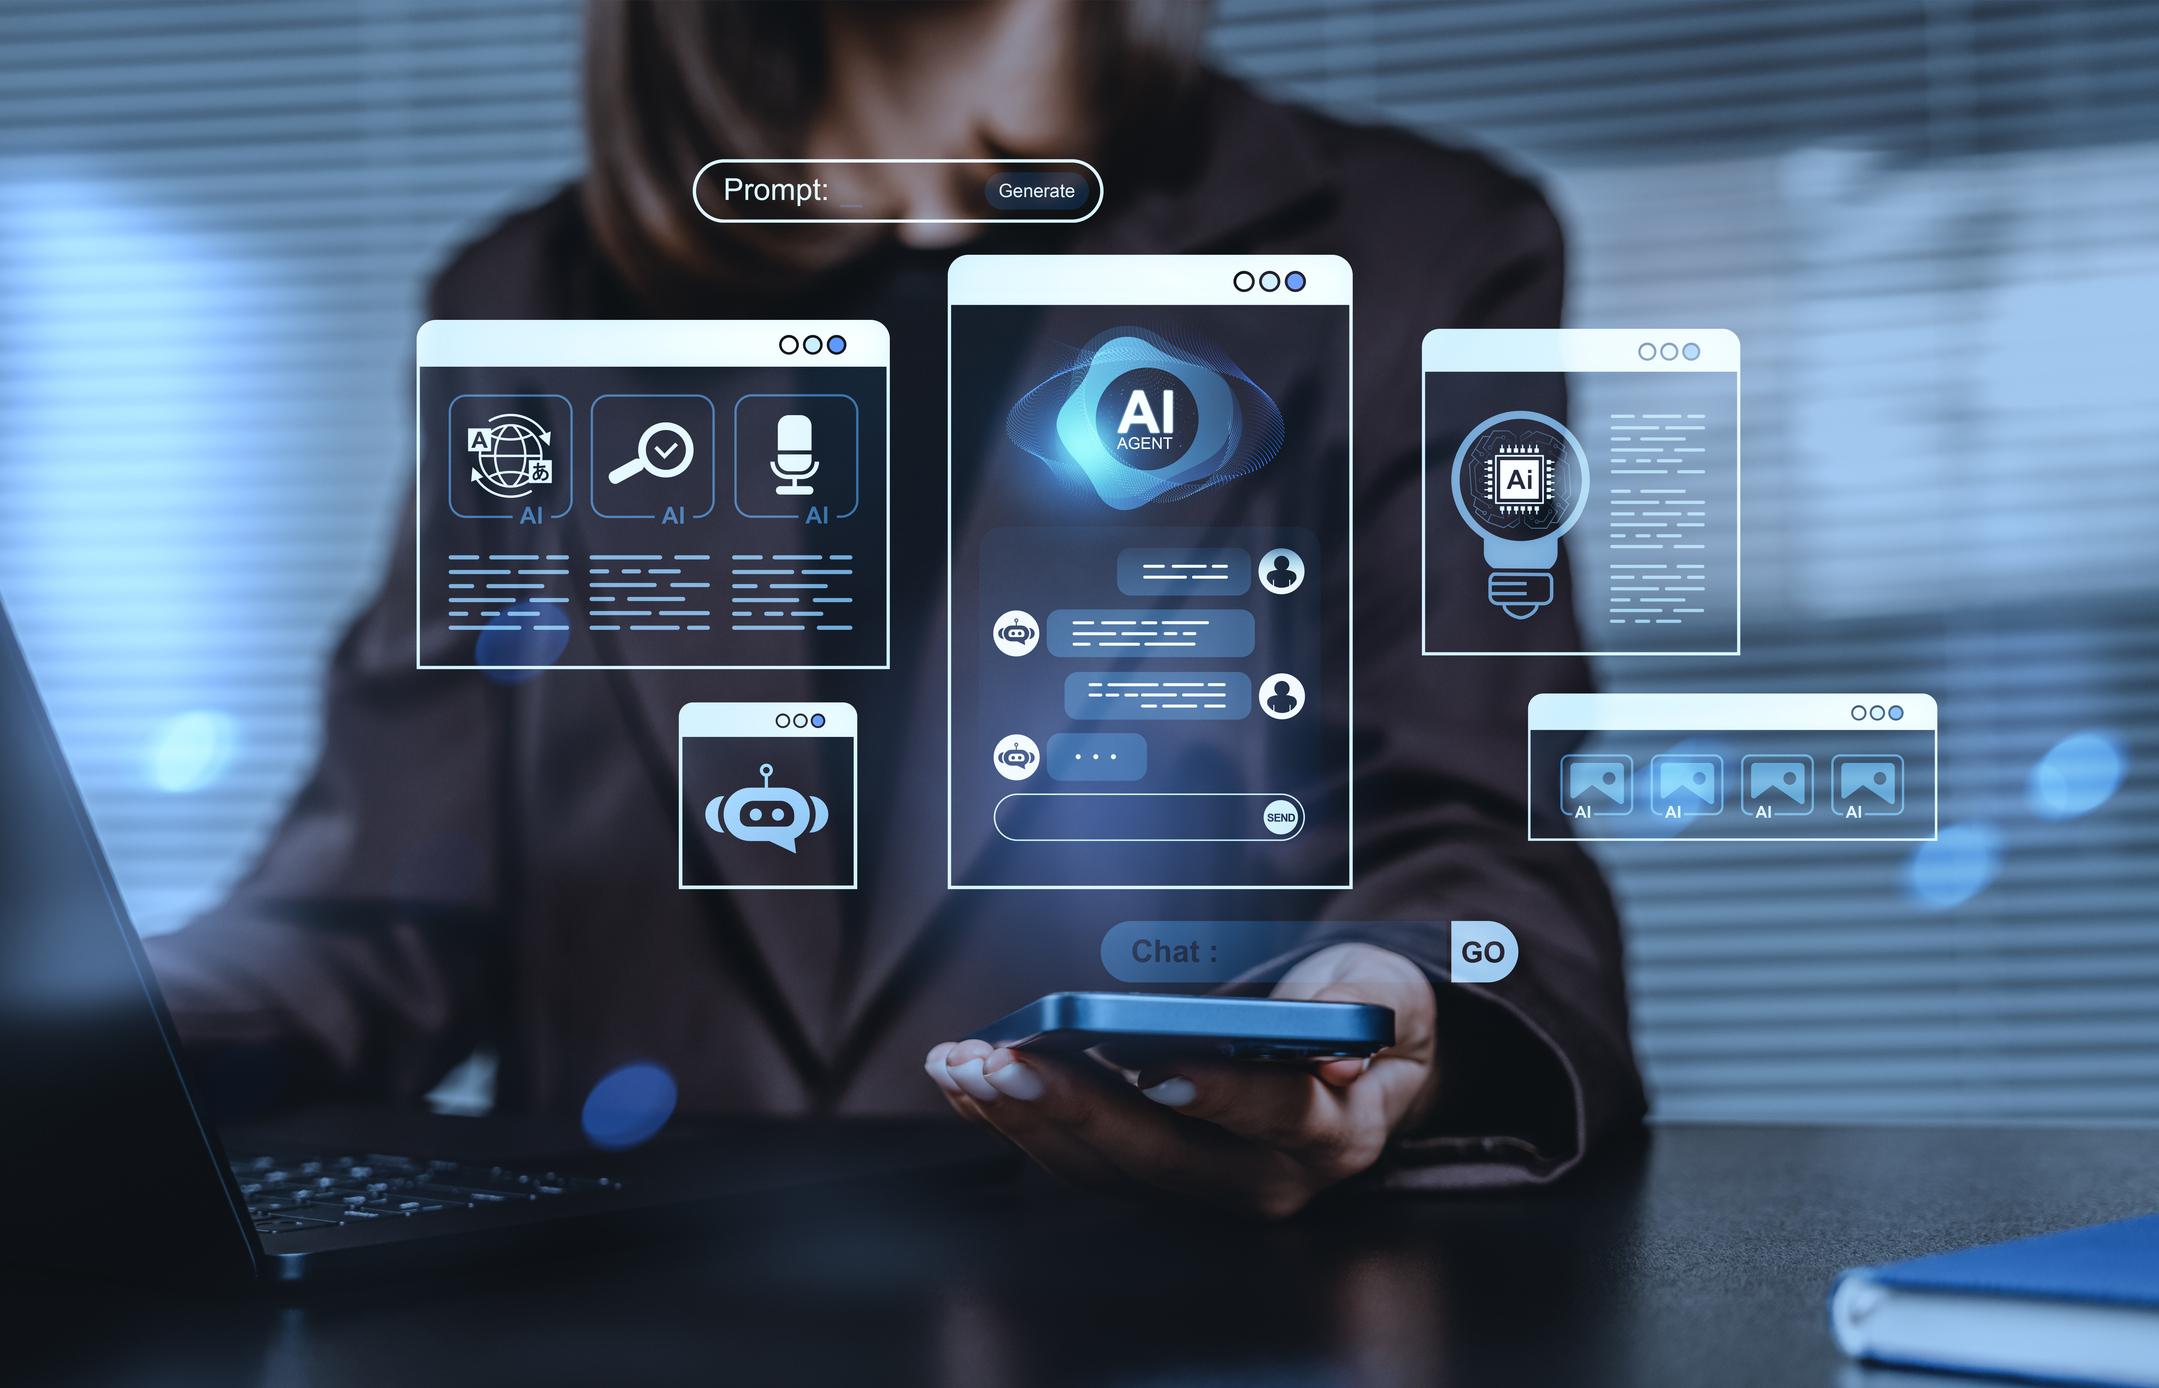 Prompt: _
Generate
A
あ
AI
AI
AI
AI
AGENT
SEND
Ai
AI
AI
AI
AI
Chat :
GO